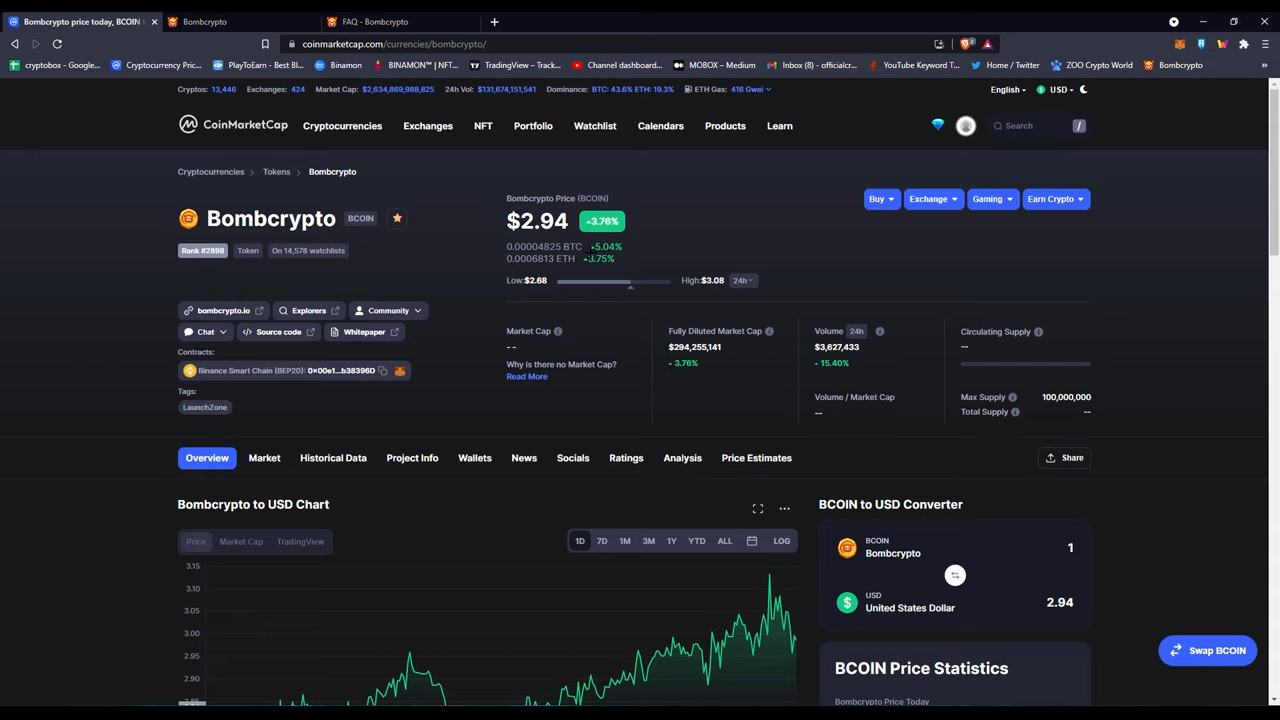 Bombcrypto price today, BCOIN t
Bombcrypto
FAQ - Bombcrypto
coinmarketcap.com/currencies/bombcrypto/
cryptobox - Google...
Cryptocurrency Pric...
PlayToEarn - Best Bl...
Binamon
BINAMON™ | NFT...
TradingView – Track...
Channel dashboard...
MOBOX – Medium
Inbox (8) - officialcr...
YouTube Keyword T...
Home / Twitter
ZOO Crypto World
Bombcrypto
Cryptos: 13,446
Exchanges: 424
Market Cap: $2,634,869,988,825
24h Vol: $131,674,151,541
Dominance: BTC: 43.6% ETH: 19.3%
ETH Gas: 416 Gwei
English
USD
CoinMarketCap
Cryptocurrencies
Exchanges
NFT
Portfolio
Watchlist
Calendars
Products
Learn
Search
/
Cryptocurrencies
Tokens
Bombcrypto
Bombcrypto
BCOIN
Rank #2898
Token
On 14,578 watchlists
Bombcrypto Price (BCOIN)
$2.94
3.76%
0.00004825 BTC
5.04%
0.0006813 ETH
3.75%
Low: $2.68
High: $3.08
24h
Buy
Exchange
Gaming
Earn Crypto
bombcrypto.io
Explorers
Community
Chat
Source code
Whitepaper
Contracts:
Binance Smart Chain (BEP20): 0x00e1...b38396D
Tags:
LaunchZone
Market Cap
- -
Why is there no Market Cap?
Read More
Fully Diluted Market Cap
$294,255,141
3.76%
Volume 24h
$3,627,433
15.40%
Volume / Market Cap
--
Circulating Supply
--
Max Supply
100,000,000
Total Supply
--
Overview
Market
Historical Data
Project Info
Wallets
News
Socials
Ratings
Analysis
Price Estimates
Share
Bombcrypto to USD Chart
Price
Market Cap
TradingView
1D
7D
1M
3M
1Y
YTD
ALL
LOG
3.15
3.10
3.05
3.00
2.95
2.90
BCOIN to USD Converter
BCOIN
Bombcrypto
1
USD
United States Dollar
2.94
BCOIN Price Statistics
Bombcrypto Price Today
Swap BCOIN